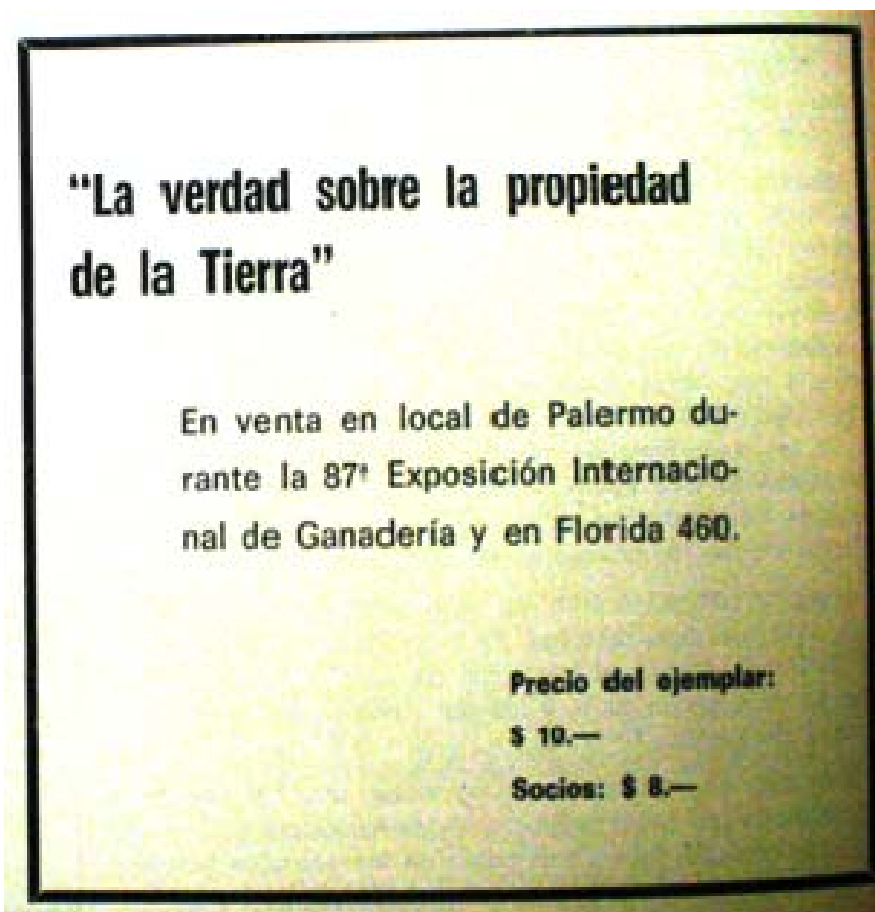 “La verdad sobre la propiedad
de la Tierra”
En venta en local de Palermo du-
rante la 87ª Exposición Internacio-
nal de Ganadería y en Florida 460.
Precio del ejemplar:
$ 10.—
Socios: $ 8.—